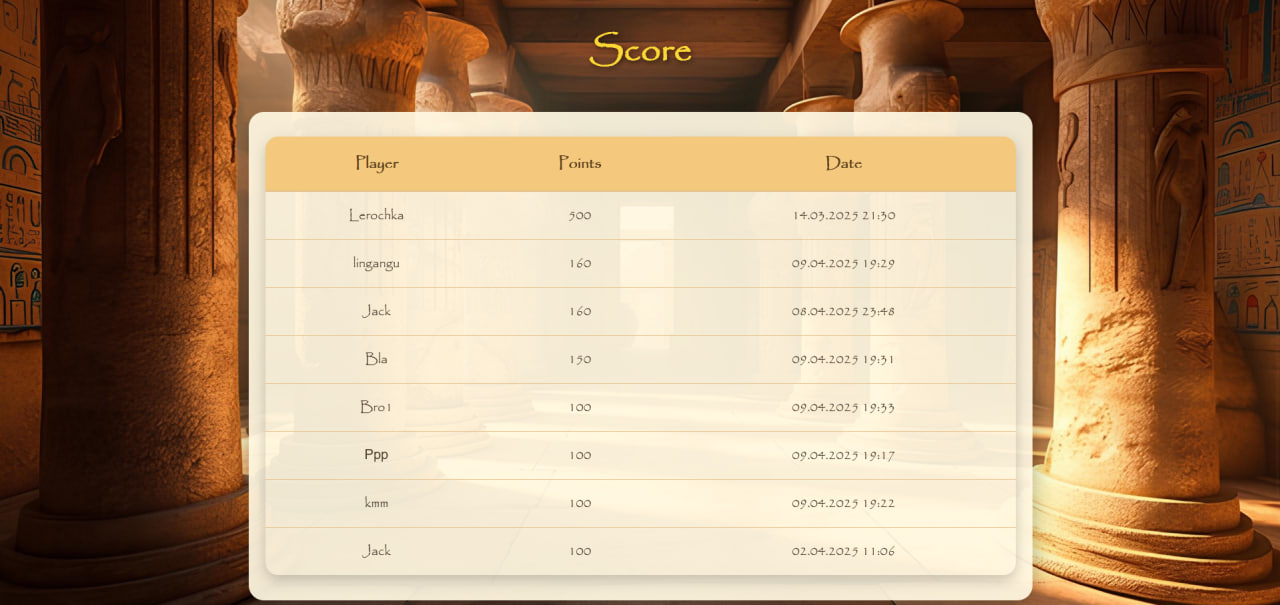 Score
Player Points Date
Lerochka 500 14.03.2025 21:30
lingangu 160 09.04.2025 19:29
Jack 160 08.04.2025 23:48
Bla 150 09.04.2025 19:31
Bro1 100 09.04.2025 19:33
Ррр 100 09.04.2025 19:17
kmm 100 09.04.2025 19:22
Jack 100 02.04.2025 11:06